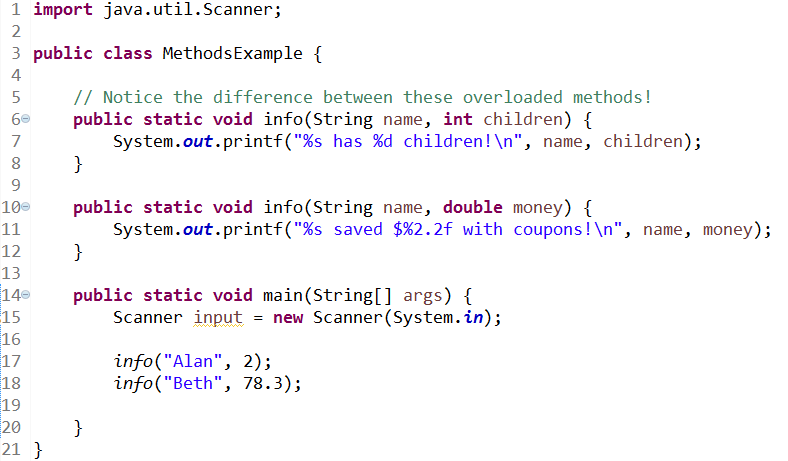 1 import java.util.Scanner;
2
3 public class MethodsExample {
4
5     // Notice the difference between these overloaded methods!
6     public static void info(String name, int children) {
7         System.out.printf("%s has %d children!\n", name, children);
8     }
9
10     public static void info(String name, double money) {
11         System.out.printf("%s saved $%2.2f with coupons!\n", name, money);
12     }
13
14     public static void main(String[] args) {
15         Scanner input = new Scanner(System.in);
16
17         info("Alan", 2);
18         info("Beth", 78.3);
19
20     }
21 }